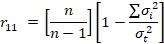 r₁₁ = [n / (n − 1)] [1 − Σσᵢ² / σₜ²]